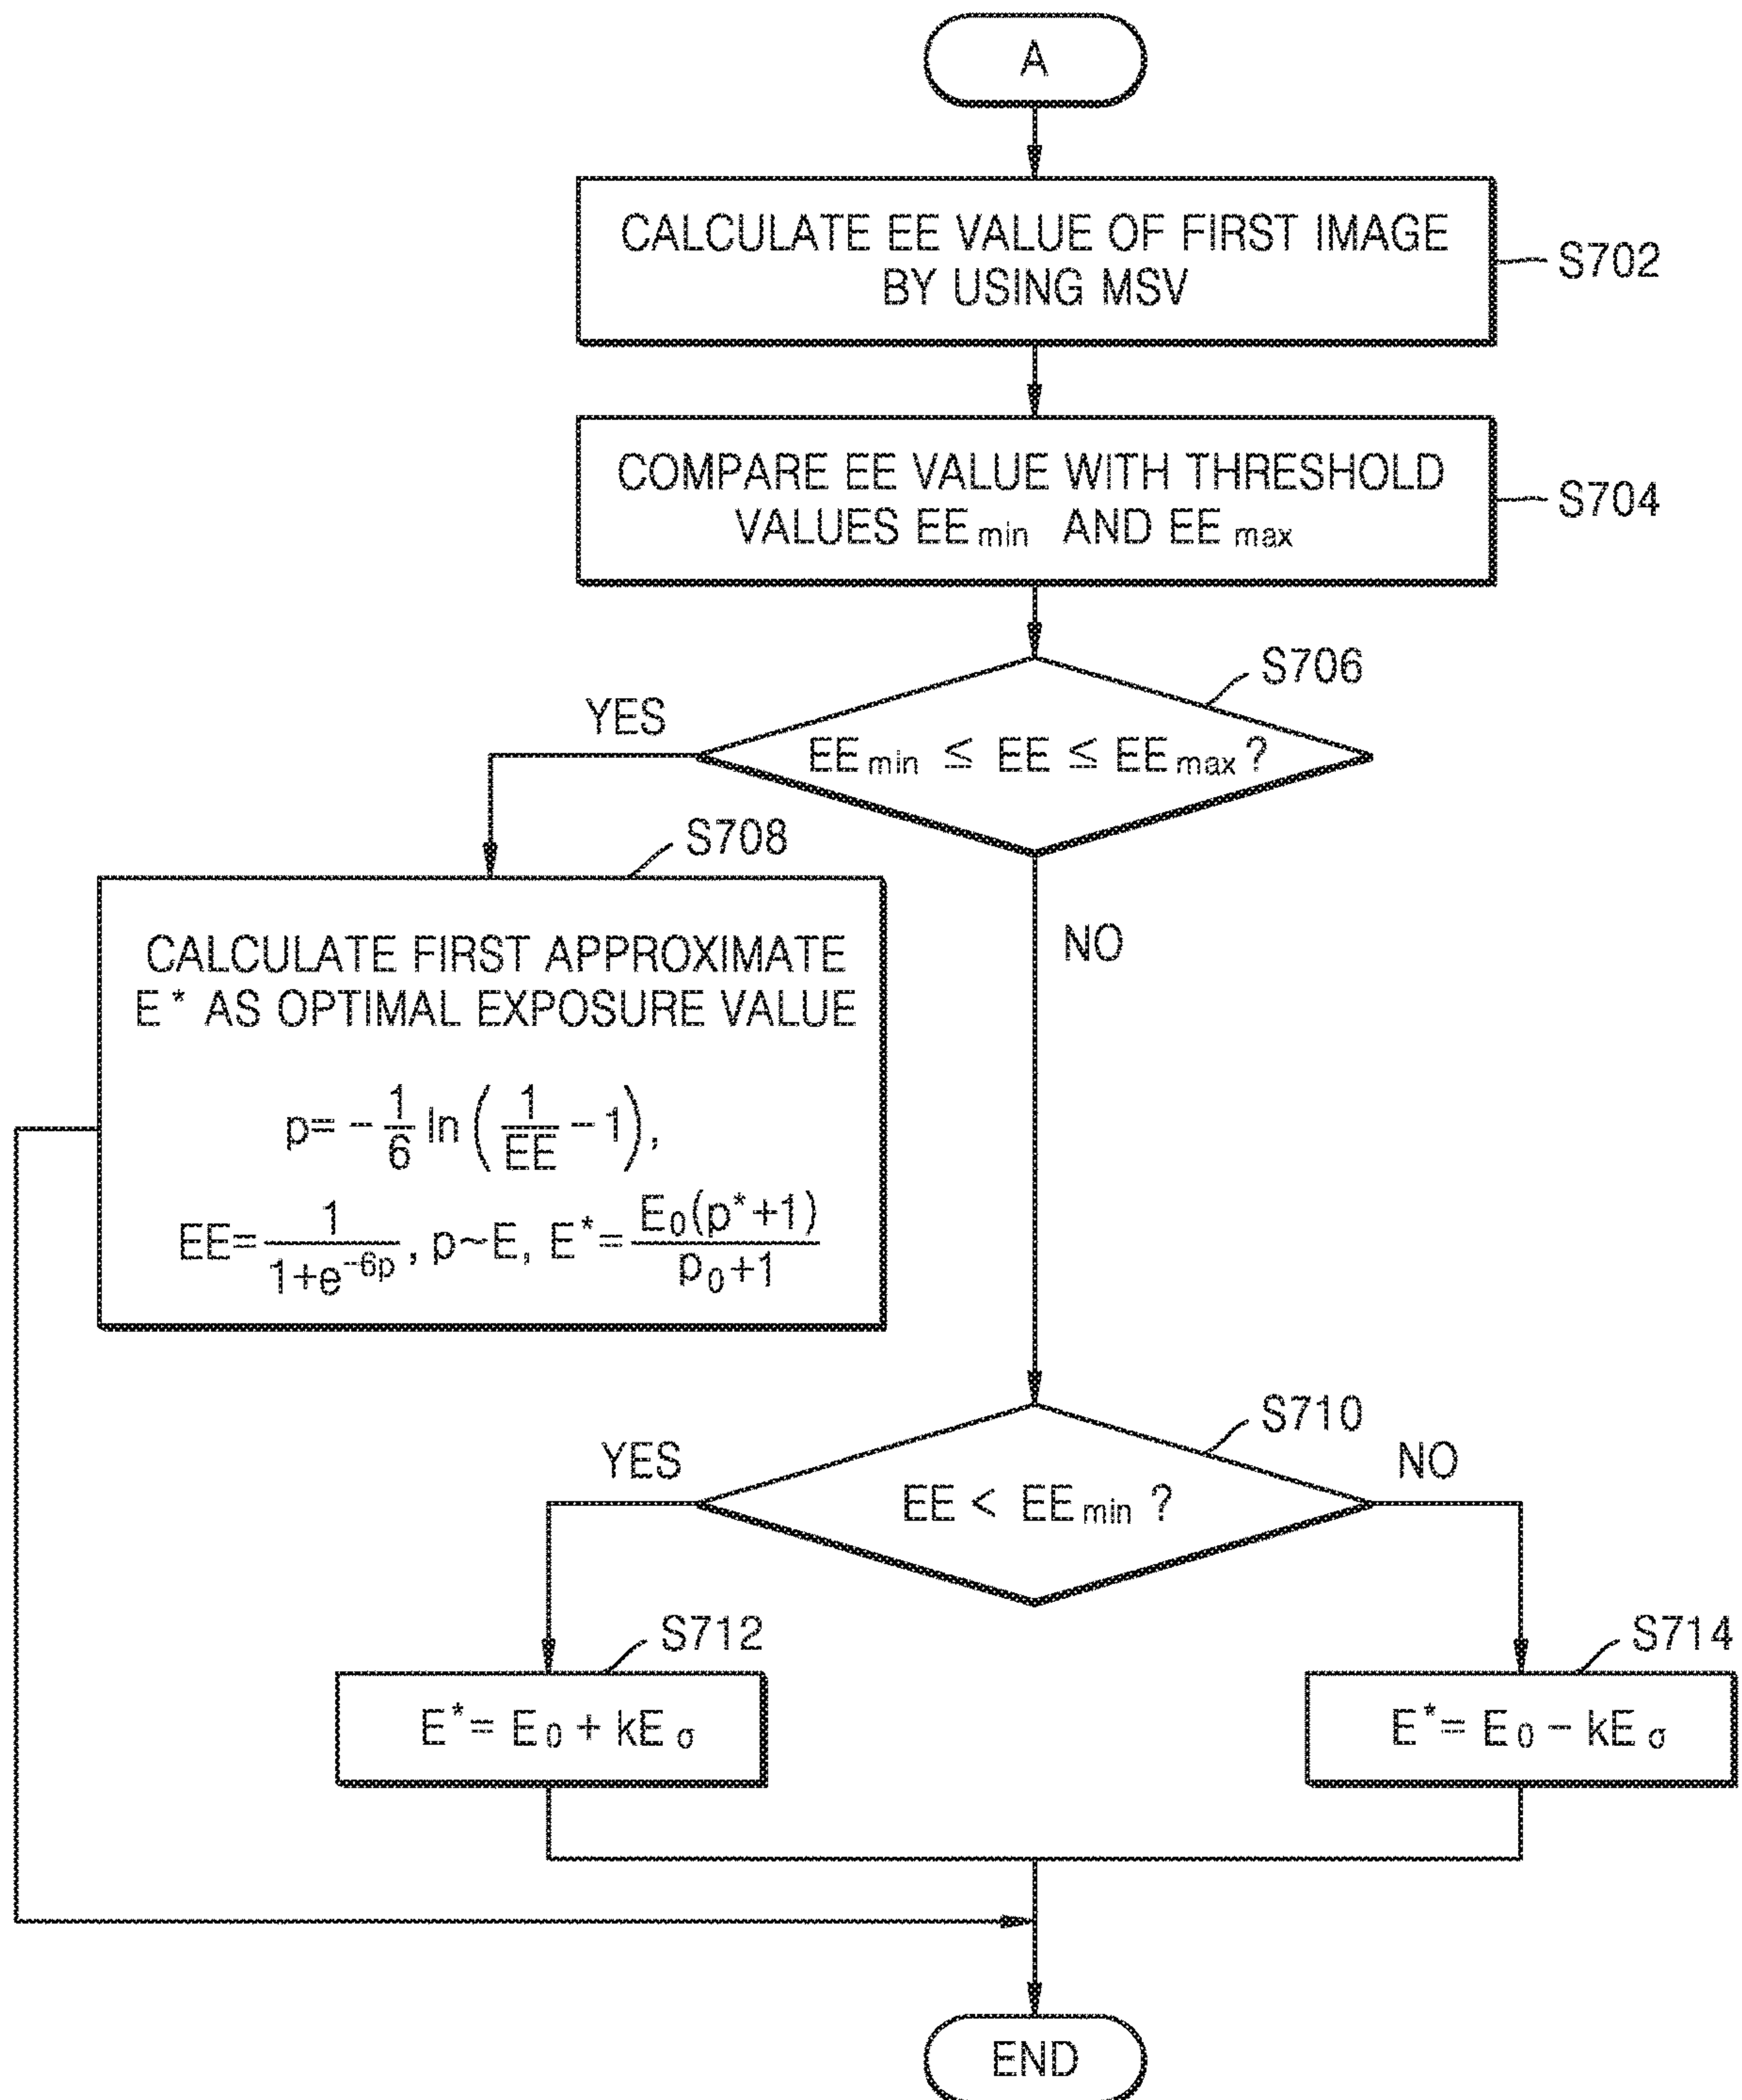 A
CALCULATE EE VALUE OF FIRST IMAGE
BY USING MSV
S702
COMPARE EE VALUE WITH THRESHOLD
VALUES EE min AND EE max
S704
S706
YES
EE min ≤ EE ≤ EE max ?
NO
S708
CALCULATE FIRST APPROXIMATE
E* AS OPTIMAL EXPOSURE VALUE
p= - 1/6 ln ( 1/EE - 1 ),
EE= 1/(1+e^-6p), p~E, E*= E₀(p*+1)/(p₀+1)
S710
YES
NO
EE < EE min ?
S712
E*= E₀ + kE σ
S714
E*= E₀ - kE σ
END